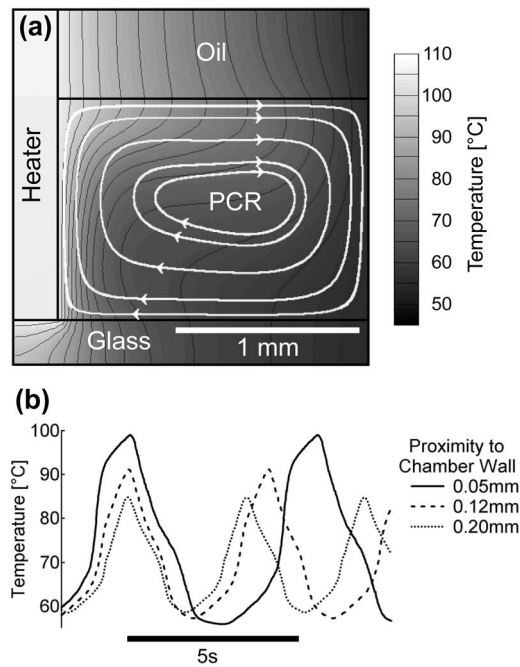 (a)
Oil
Heater
PCR
Glass
1 mm
110
100
90
80
70
60
50
Temperature [°C]
(b)
100
90
80
70
60
Temperature [°C]
5s
Proximity to
Chamber Wall
0.05mm
0.12mm
0.20mm